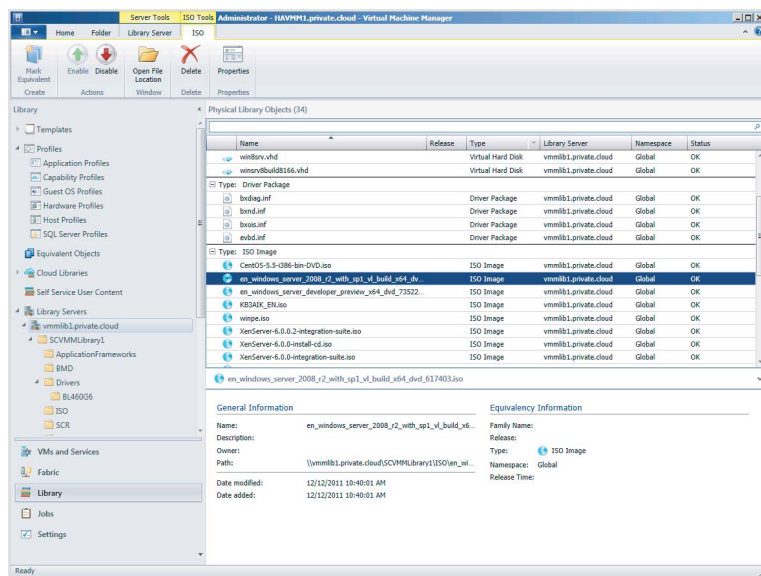 Server Tools
ISO Tools
Administrator - HAVMM1.private.cloud - Virtual Machine Manager
Home
Folder
Library Server
ISO
Mark Equivalent
Enable
Disable
Open File Location
Delete
Properties
Create
Actions
Window
Delete
Properties
Library
Physical Library Objects (34)
Templates
Profiles
Application Profiles
Capability Profiles
Guest OS Profiles
Hardware Profiles
Host Profiles
SQL Server Profiles
Equivalent Objects
Cloud Libraries
Self Service User Content
Library Servers
vmmlib1.private.cloud
SCVMMLibrary1
ApplicationFrameworks
BMD
Drivers
BL460G6
ISO
SCR
VMs and Services
Fabric
Library
Jobs
Settings
Name Release Type Library Server Namespace Status
win8srv.vhd Virtual Hard Disk vmmlib1.private.cloud Global OK
winsrv8build8166.vhd Virtual Hard Disk vmmlib1.private.cloud Global OK
Type: Driver Package
bxdiag.inf Driver Package vmmlib1.private.cloud Global OK
bxnd.inf Driver Package vmmlib1.private.cloud Global OK
bxois.inf Driver Package vmmlib1.private.cloud Global OK
evbd.inf Driver Package vmmlib1.private.cloud Global OK
Type: ISO Image
CentOS-5.5-i386-bin-DVD.iso ISO Image vmmlib1.private.cloud Global OK
en_windows_server_2008_r2_with_sp1_vl_build_x64_dv... ISO Image vmmlib1.private.cloud Global OK
en_windows_server_developer_preview_x64_dvd_73522... ISO Image vmmlib1.private.cloud Global OK
KB3AIK_EN.iso ISO Image vmmlib1.private.cloud Global OK
winpe.iso ISO Image vmmlib1.private.cloud Global OK
XenServer-6.0.0.2-integration-suite.iso ISO Image vmmlib1.private.cloud Global OK
XenServer-6.0.0-install-cd.iso ISO Image vmmlib1.private.cloud Global OK
XenServer-6.0.0-integration-suite.iso ISO Image vmmlib1.private.cloud Global OK
en_windows_server_2008_r2_with_sp1_vl_build_x64_dvd_617403.iso
General Information
Name: en_windows_server_2008_r2_with_sp1_vl_build_x6...
Description:
Owner:
Path: \\vmmlib1.private.cloud\SCVMMLibrary1\ISO\en_wi...
Date modified: 12/12/2011 10:40:01 AM
Date added: 12/12/2011 10:40:01 AM
Equivalency Information
Family Name:
Release:
Type: ISO Image
Namespace: Global
Release Time:
Ready